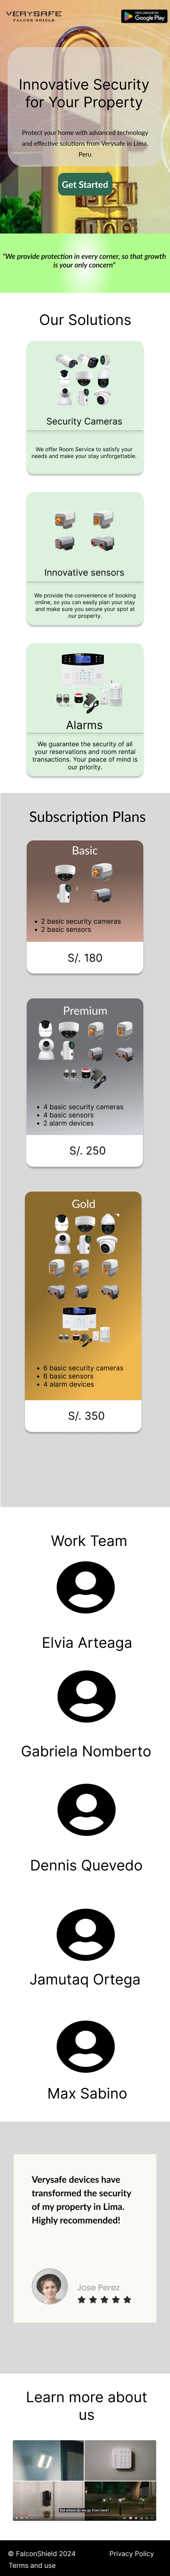 VERYSAFE
FALCON SHIELD
DESCARGAR EN
Google Play
Innovative Security
for Your Property
Protect your home with advanced technology
and effective solutions from Verysafe in Lima,
Peru
Get Started
"We provide protection in every corner, so that growth
is your only concern"
Our Solutions
Security Cameras
We offer Room Service to satisfy your
needs and make your stay unforgettable.
Innovative sensors
We provide the convenience of booking
online, so you can easily plan your stay
and make sure you secure your spot at
our property.
Alarms
We guarantee the security of all
your reservations and room rental
transactions. Your peace of mind is
our priority.
Subscription Plans
Basic
• 2 basic security cameras
• 2 basic sensors
S/. 180
Premium
• 4 basic security cameras
• 4 basic sensors
• 2 alarm devices
S/. 250
Gold
• 6 basic security cameras
• 6 basic sensors
• 4 alarm devices
S/. 350
Work Team
Elvia Arteaga
Gabriela Nomberto
Dennis Quevedo
Jamutaq Ortega
Max Sabino
Verysafe devices have
transformed the security
of my property in Lima.
Highly recommended!
Jose Perez
Learn more about
us
But where do we go from here?
© FalconShield 2024
Privacy Policy
Terms and use